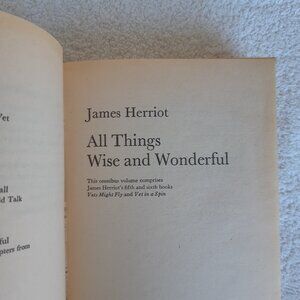 Vet
all
d Talk
ful
pters from
James Herriot
All Things
Wise and Wonderful
This omnibus volume comprises
James Herriot's fifth and sixth books
Vets Might Fly and Vet in a Spin